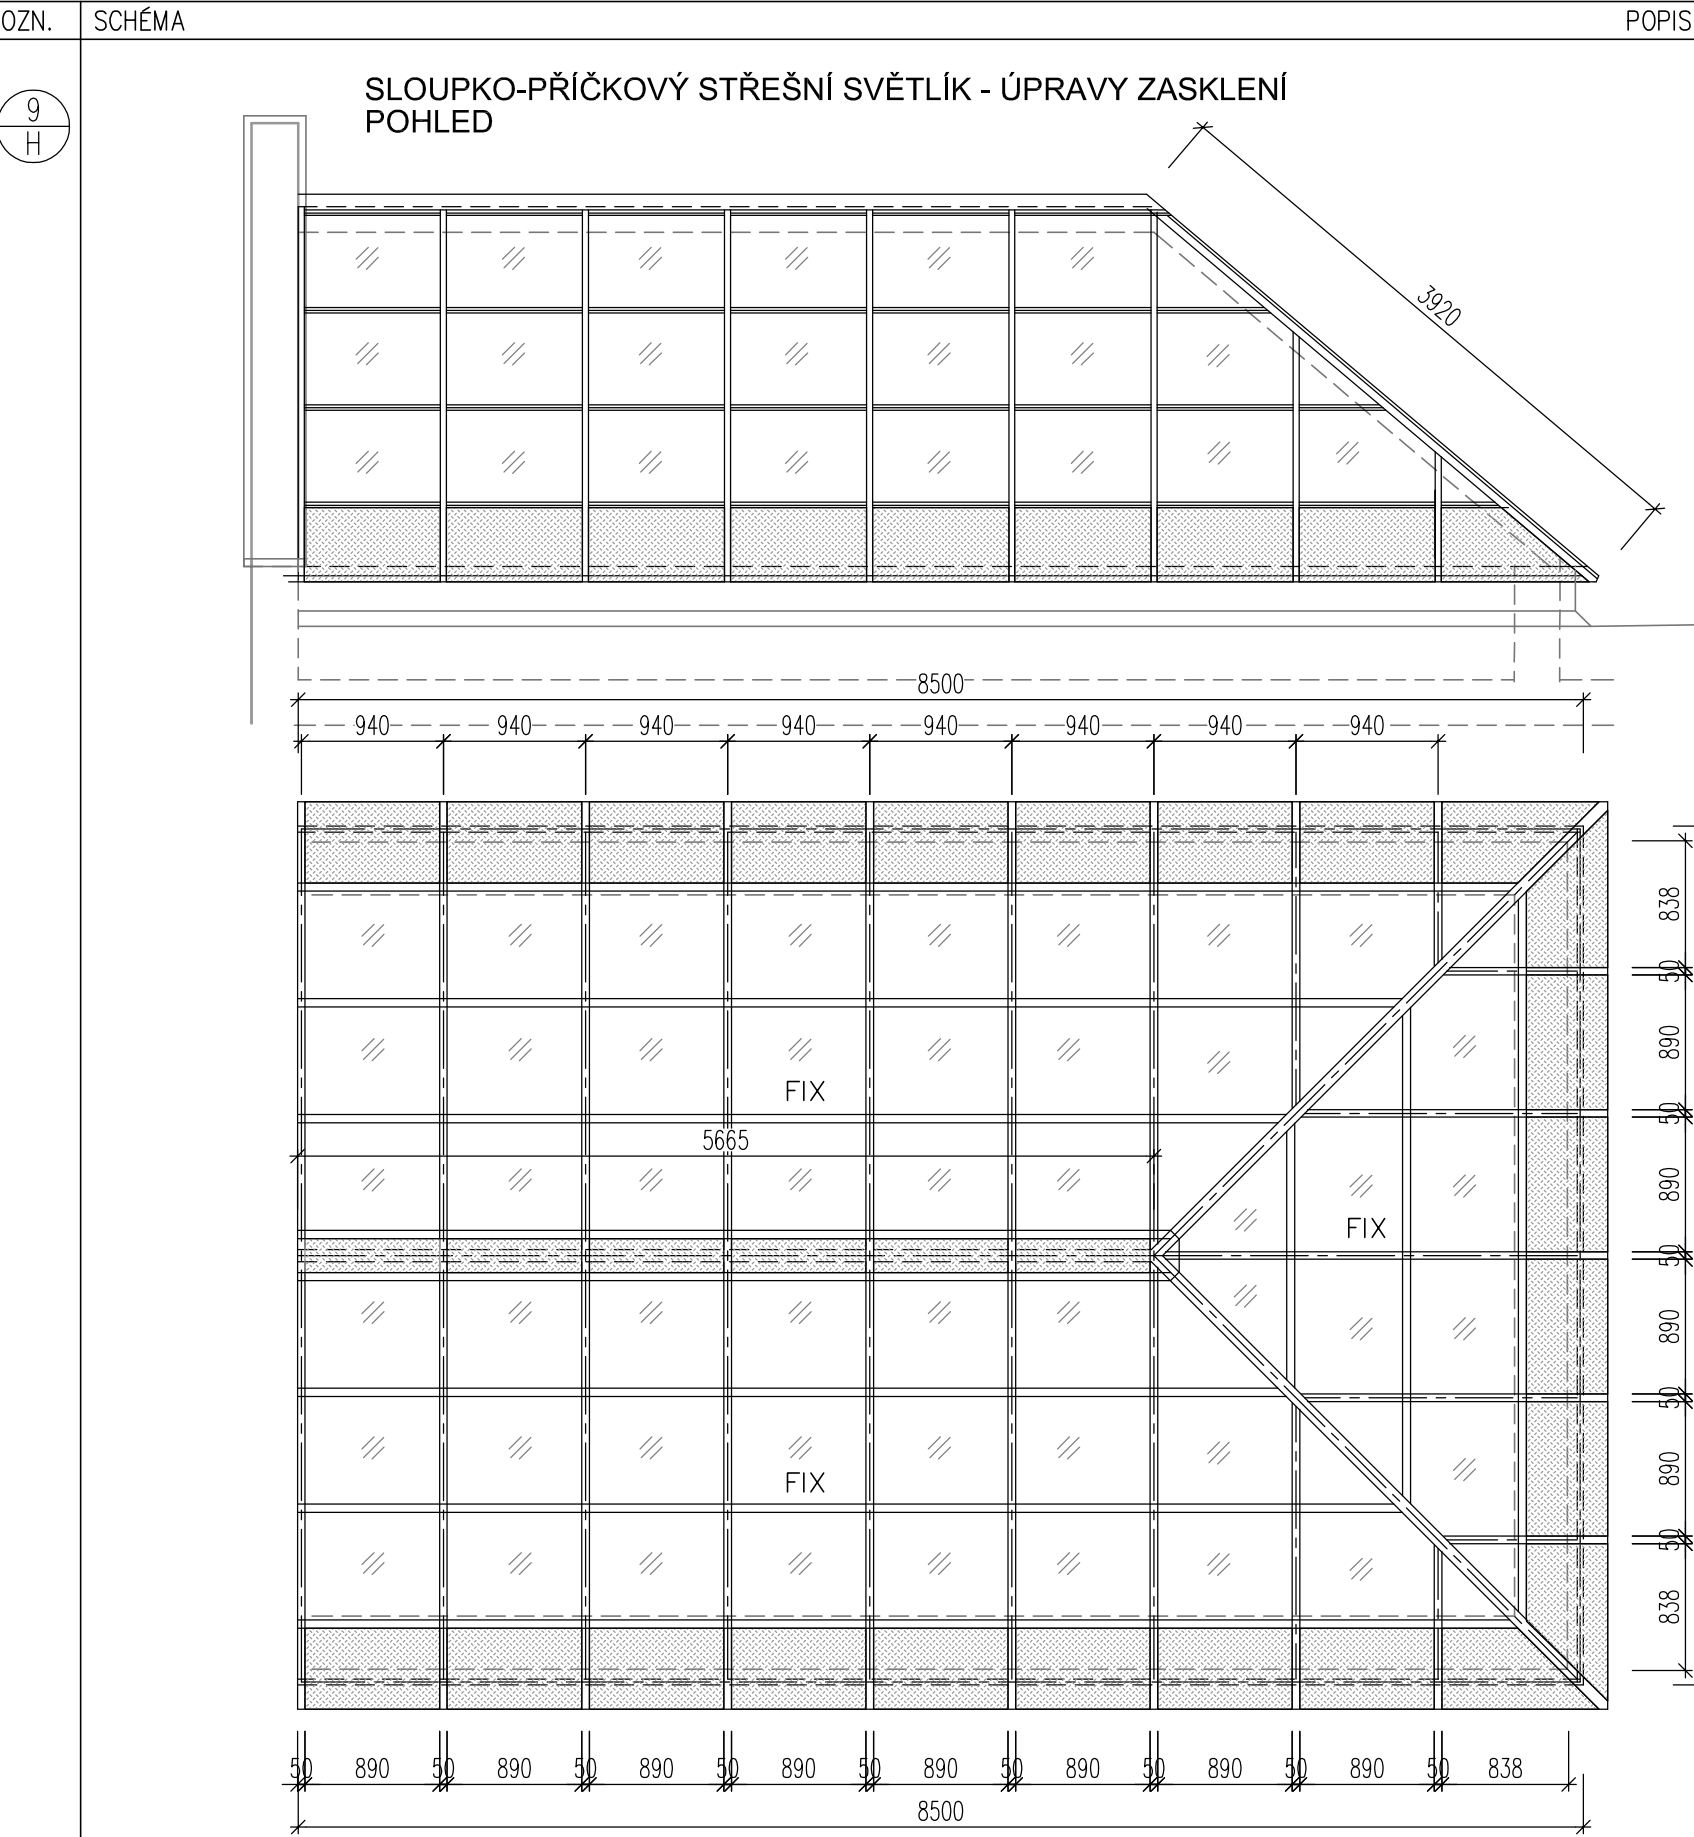 OZN.
SCHÉMA
POPIS
9
H
SLOUPKO-PŘÍČKOVÝ STŘEŠNÍ SVĚTLÍK - ÚPRAVY ZASKLENÍ
POHLED
3920
8500
940 940 940 940 940 940 940 940
838
50
890
FIX
50
5665
890
FIX
50
890
50
FIX
890
50
838
50 890 50 890 50 890 50 890 50 890 50 890 50 890 50 890 50 838
8500